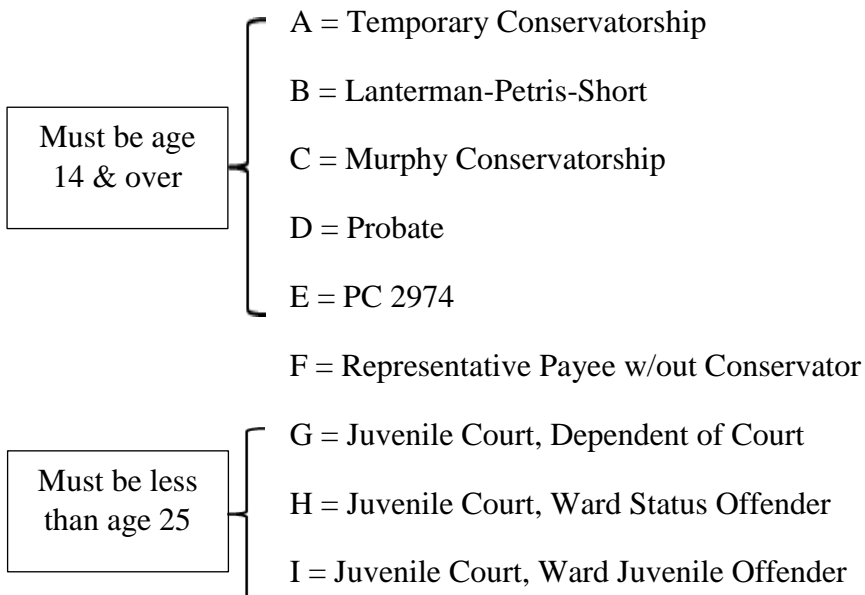 A = Temporary Conservatorship
B = Lanterman-Petris-Short
Must be age
14 & over
C = Murphy Conservatorship
D = Probate
E = PC 2974
F = Representative Payee w/out Conservator
G = Juvenile Court, Dependent of Court
Must be less
than age 25
H = Juvenile Court, Ward Status Offender
I = Juvenile Court, Ward Juvenile Offender